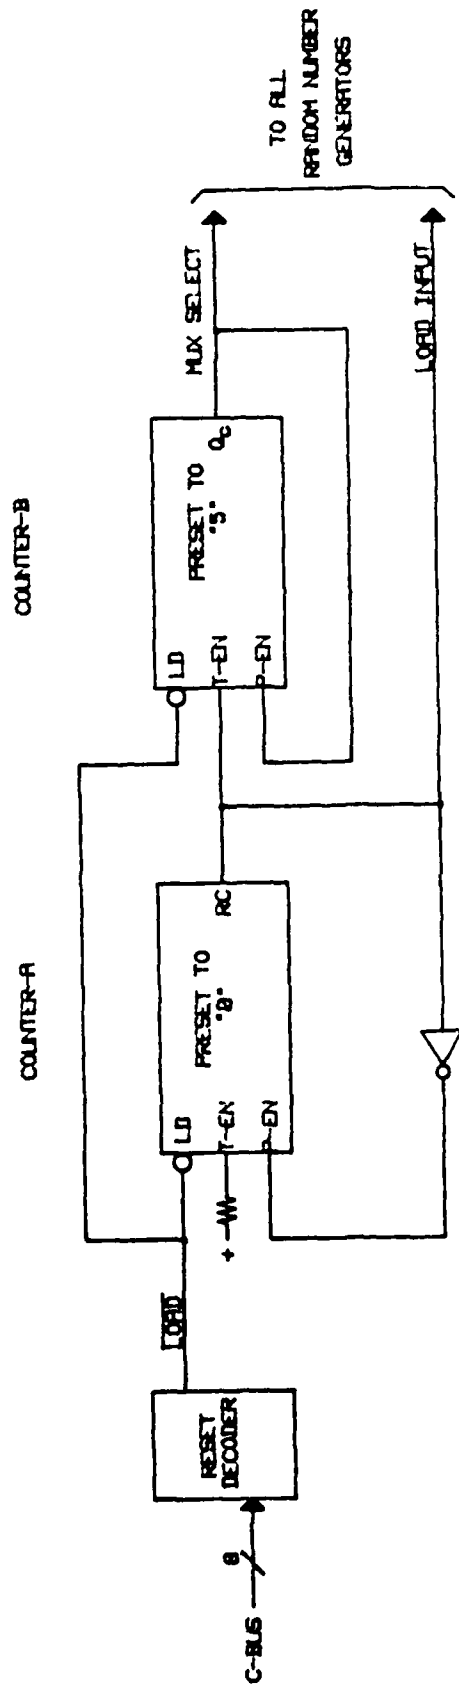 COUNTER-A
COUNTER-B
C-BUS
8
RESET
DECODER
LOAD
LD
T-EN
P-EN
+
PRESET TO
"0"
RC
LD
T-EN
P-EN
PRESET TO
"5"
QC
MUX SELECT
LOAD INPUT
TO ALL
RANDOM NUMBER
GENERATORS